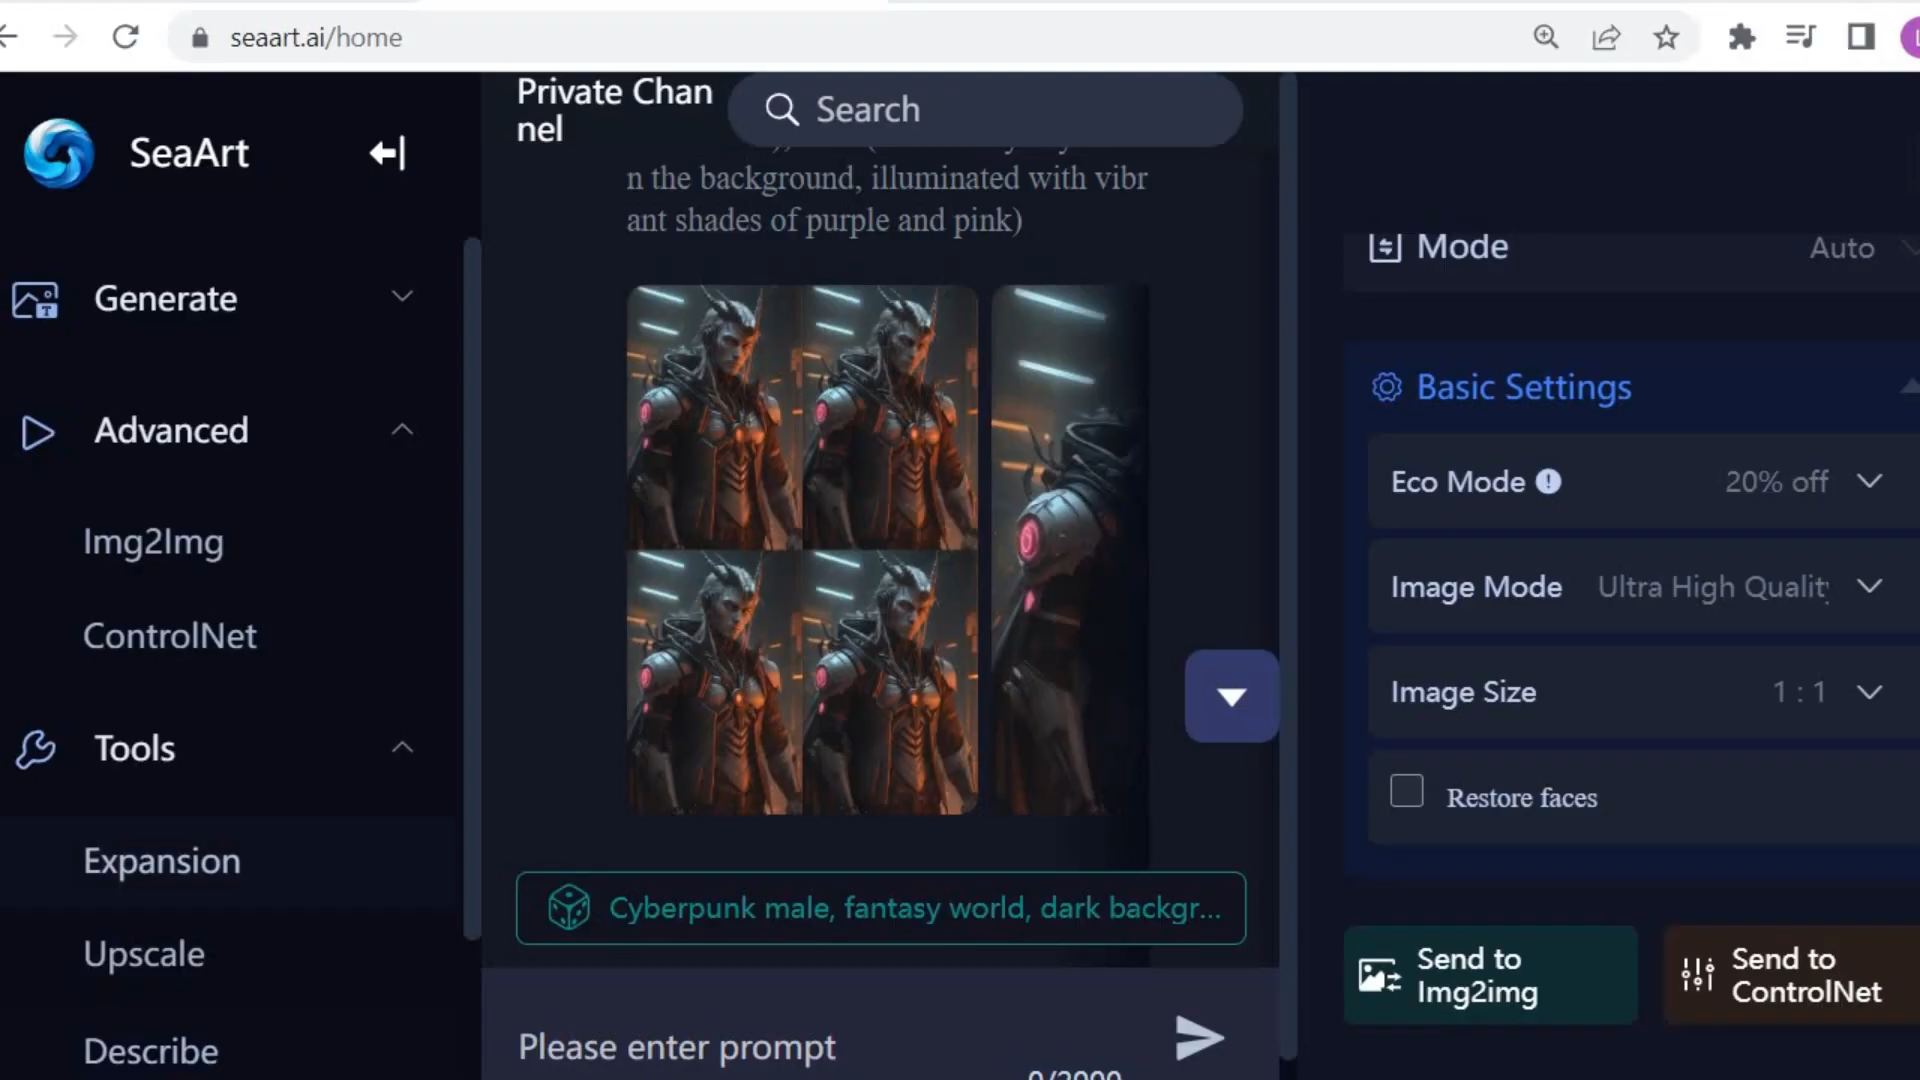 seaart.ai/home
SeaArt
Generate
Advanced
Img2Img
ControlNet
Tools
Expansion
Upscale
Describe
Private Chan
nel
Search
n the background, illuminated with vibr
ant shades of purple and pink)
Cyberpunk male, fantasy world, dark backgr...
Please enter prompt
0/2000
Mode Auto
Basic Settings
Eco Mode 20% off
Image Mode Ultra High Quality
Image Size 1 : 1
Restore faces
Send to
Img2img
Send to
ControlNet